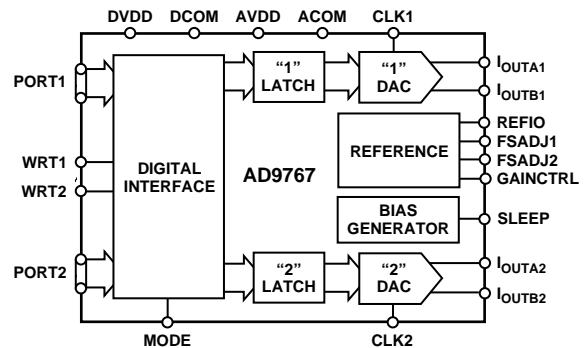 DVDD DCOM AVDD ACOM CLK1
PORT1
"1"
LATCH
"1"
DAC
IOUTA1
IOUTB1
WRT1
WRT2
DIGITAL
INTERFACE
AD9767
REFERENCE
REFIO
FSADJ1
FSADJ2
GAINCTRL
BIAS
GENERATOR
SLEEP
PORT2
"2"
LATCH
"2"
DAC
IOUTA2
IOUTB2
MODE CLK2